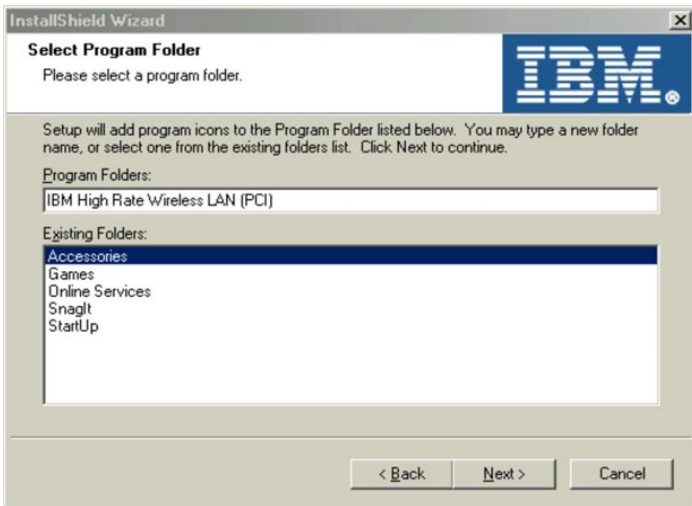 InstallShield Wizard
Select Program Folder
Please select a program folder.
IBM®
Setup will add program icons to the Program Folder listed below. You may type a new folder
name, or select one from the existing folders list. Click Next to continue.
Program Folders:
IBM High Rate Wireless LAN (PCI)
Existing Folders:
Accessories
Games
Online Services
SnagIt
StartUp
< Back
Next >
Cancel